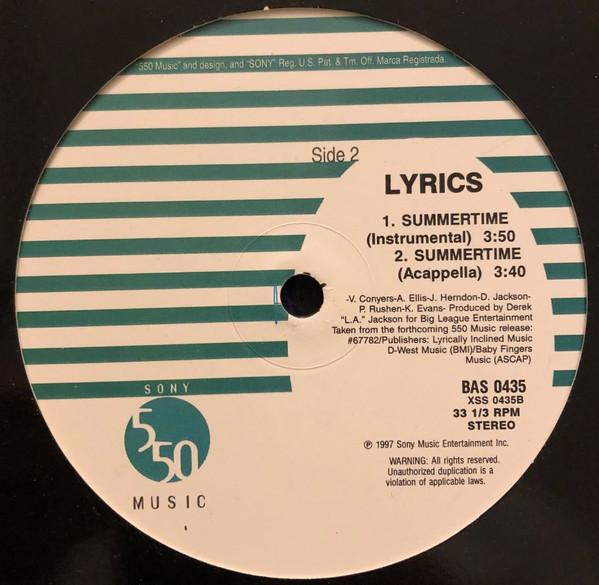 550 Music" and design, and "SONY" Reg. U.S. Pat. & Tm. Off. Marca Registrada.
Side 2
LYRICS
1. SUMMERTIME
(Instrumental) 3:50
2. SUMMERTIME
(Acappella) 3:40
-V. Conyers-A. Ellis-J. Herndon-D. Jackson-
P. Rushen-K. Evans- Produced by Derek
"L.A." Jackson for Big League Entertainment
Taken from the forthcoming 550 Music release:
#67782/Publishers: Lyrically Inclined Music
D-West Music (BMI)/Baby Fingers
Music (ASCAP)
BAS 0435
XSS 0435B
33 1/3 RPM
STEREO
℗ 1997 Sony Music Entertainment Inc.
WARNING: All rights reserved.
Unauthorized duplication is a
violation of applicable laws.
SONY
550
MUSIC